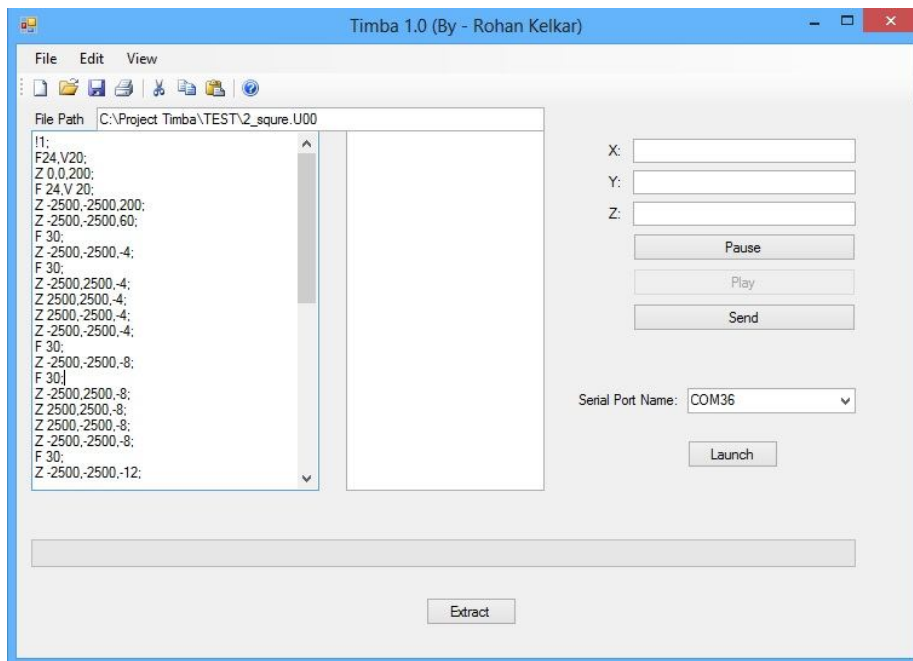 Timba 1.0 (By - Rohan Kelkar)
File Edit View
File Path C:\Project Timba\TEST\2_squre.U00
!1;
F24,V20;
Z 0,0,200;
F 24,V 20;
Z -2500,-2500,200;
Z -2500,-2500,60;
F 30;
Z -2500,-2500,-4;
F 30;
Z -2500,2500,-4;
Z 2500,2500,-4;
Z 2500,-2500,-4;
Z -2500,-2500,-4;
F 30;
Z -2500,-2500,-8;
F 30;
Z -2500,2500,-8;
Z 2500,2500,-8;
Z 2500,-2500,-8;
Z -2500,-2500,-8;
F 30;
Z -2500,-2500,-12;
X:
Y:
Z:
Pause
Play
Send
Serial Port Name: COM36
Launch
Extract